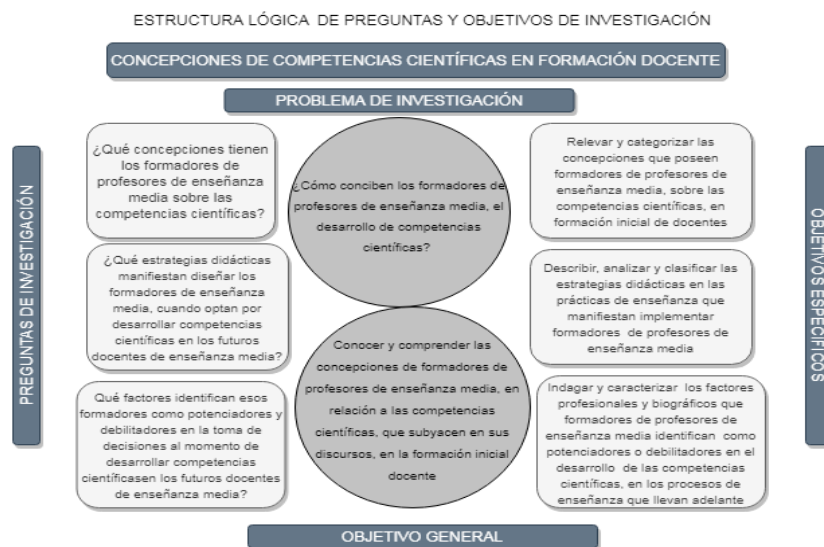 ESTRUCTURA LÓGICA DE PREGUNTAS Y OBJETIVOS DE INVESTIGACIÓN
CONCEPCIONES DE COMPETENCIAS CIENTÍFICAS EN FORMACIÓN DOCENTE
PROBLEMA DE INVESTIGACIÓN
PREGUNTAS DE INVESTIGACIÓN
¿Qué concepciones tienen
los formadores de
profesores de enseñanza
media sobre las
competencias científicas?
¿Qué estrategias didácticas
manifiestan diseñar los
formadores de enseñanza
media, cuando optan por
desarrollar competencias
científicas en los futuros
docentes de enseñanza media?
Qué factores identifican esos
formadores como potenciadores y
debilitadores en la toma de
decisiones al momento de
desarrollar competencias
científicasen los futuros docentes
de enseñanza media?
¿Cómo conciben los formadores de
profesores de enseñanza media, el
desarrollo de competencias
científicas?
Conocer y comprender las
concepciones de formadores de
profesores de enseñanza media, en
relación a las competencias
científicas, que subyacen en sus
discursos, en la formación inicial
docente
Relevar y categorizar las
concepciones que poseen
formadores de profesores de
enseñanza media, sobre las
competencias científicas, en
formación inicial de docentes
Describir, analizar y clasificar las
estrategias didácticas en las
prácticas de enseñanza que
manifiestan implementar
formadores de profesores de
enseñanza media
Indagar y caracterizar los factores
profesionales y biográficos que
formadores de profesores de
enseñanza media identifican como
potenciadores o debilitadores en el
desarrollo de las competencias
científicas, en los procesos de
enseñanza que llevan adelante
OBJETIVOS ESPECÍFICOS
OBJETIVO GENERAL